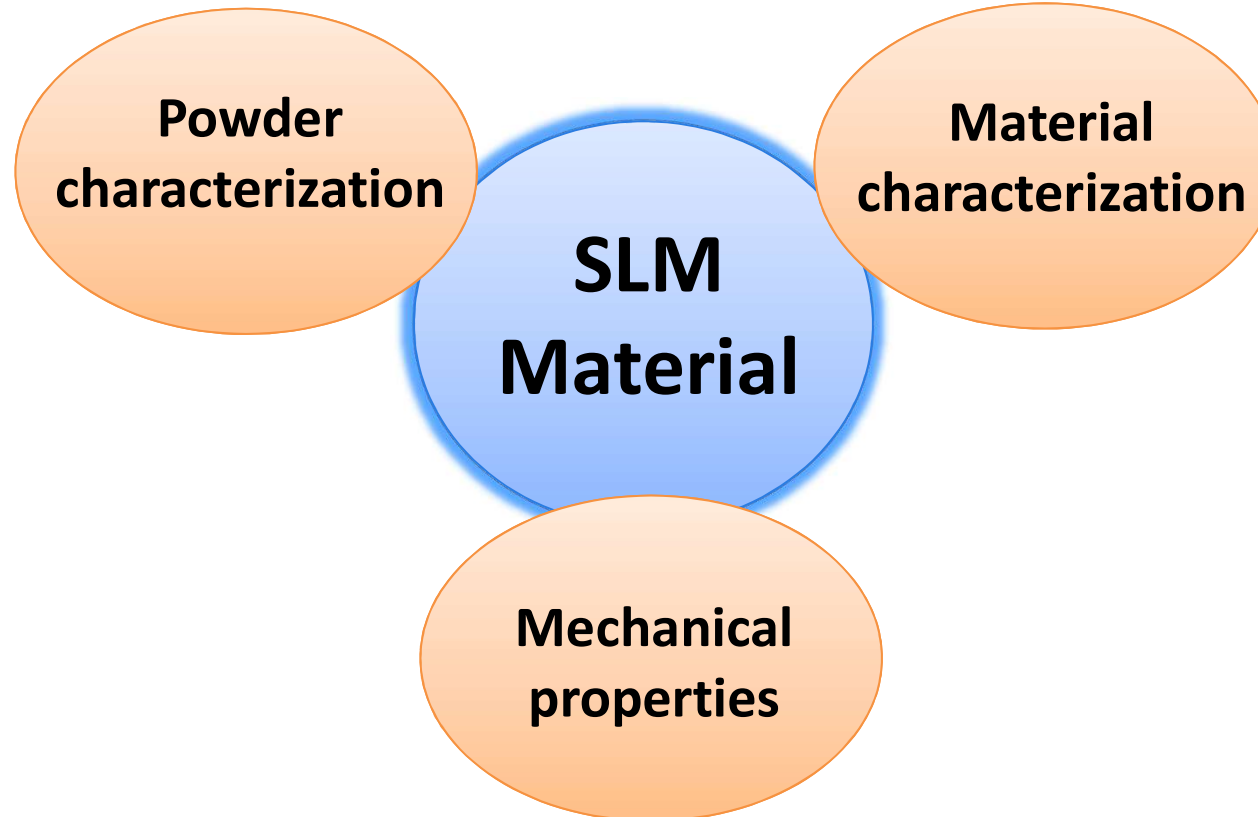 Powder
characterization
Material
characterization
SLM
Material
Mechanical
properties